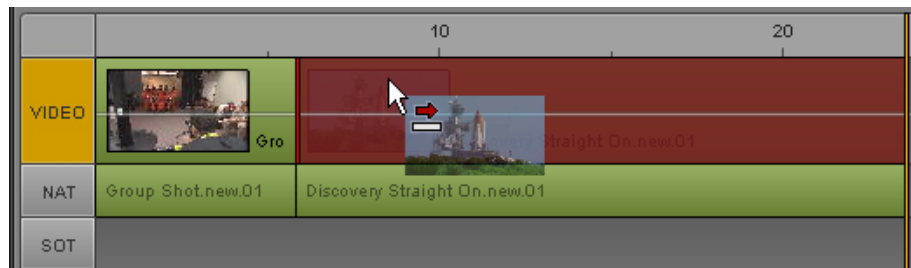 10 20
VIDEO
Gro
overy Straight On.new.01
NAT Group Shot.new.01 Discovery Straight On.new.01
SOT